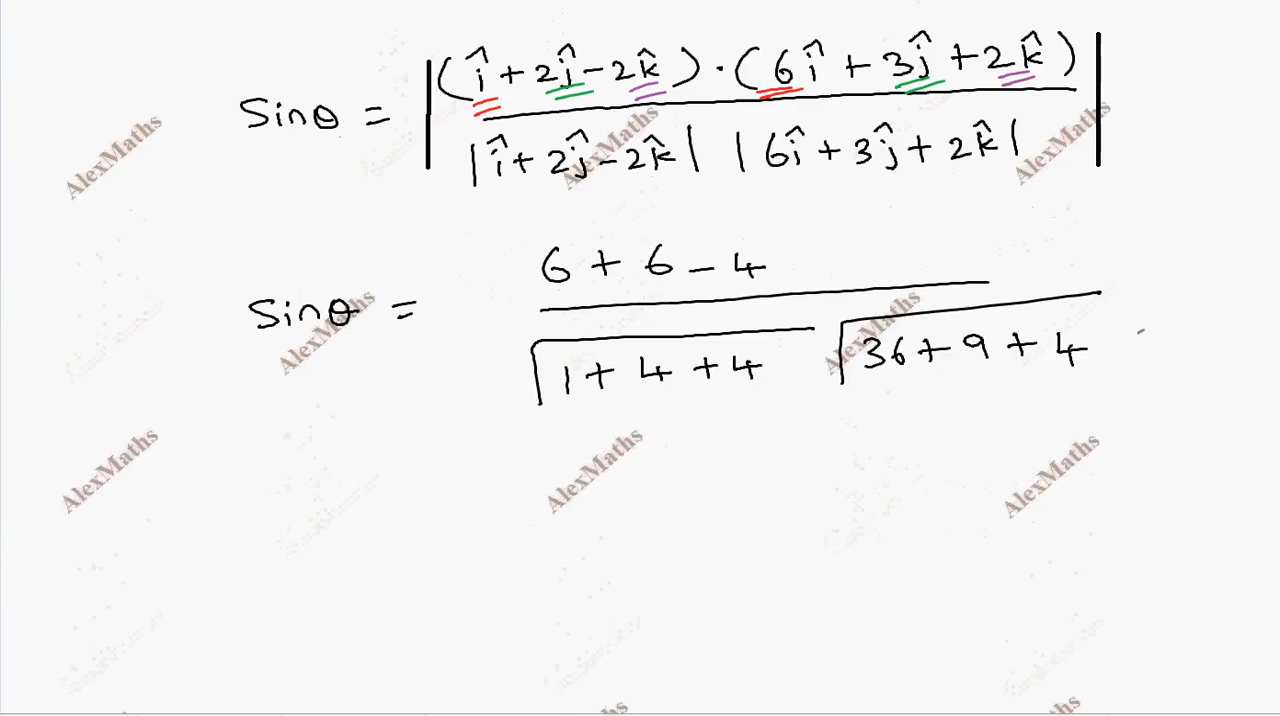 Sinθ = |(î + 2ĵ - 2k̂) · (6î + 3ĵ + 2k̂) / |î + 2ĵ - 2k̂| |6î + 3ĵ + 2k̂||
Sinθ = 6 + 6 - 4 / √(1 + 4 + 4) √(36 + 9 + 4)
AlexMaths
AlexMaths
AlexMaths
AlexMaths
AlexMaths
AlexMaths
AlexMaths
AlexMaths